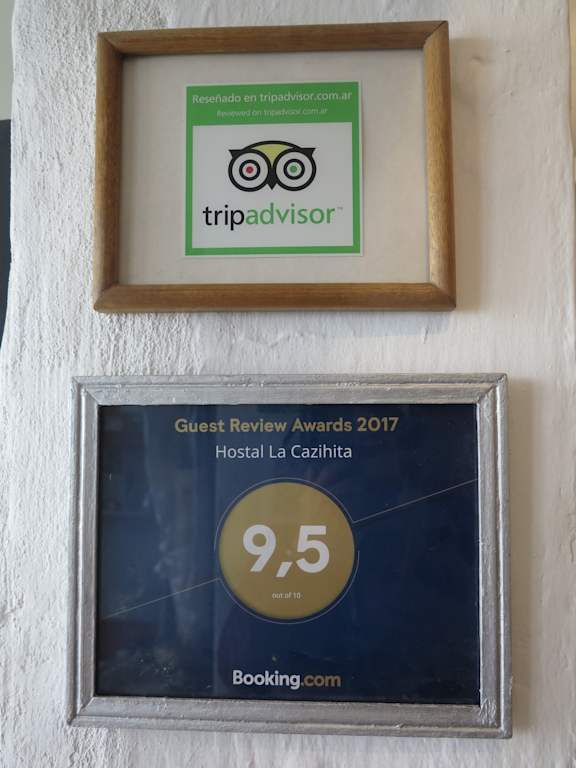 Reseñado en tripadvisor.com.ar
Reviewed on tripadvisor.com.ar
tripadvisor™
Guest Review Awards 2017
Hostal La Cazihita
9,5
out of 10
Booking.com